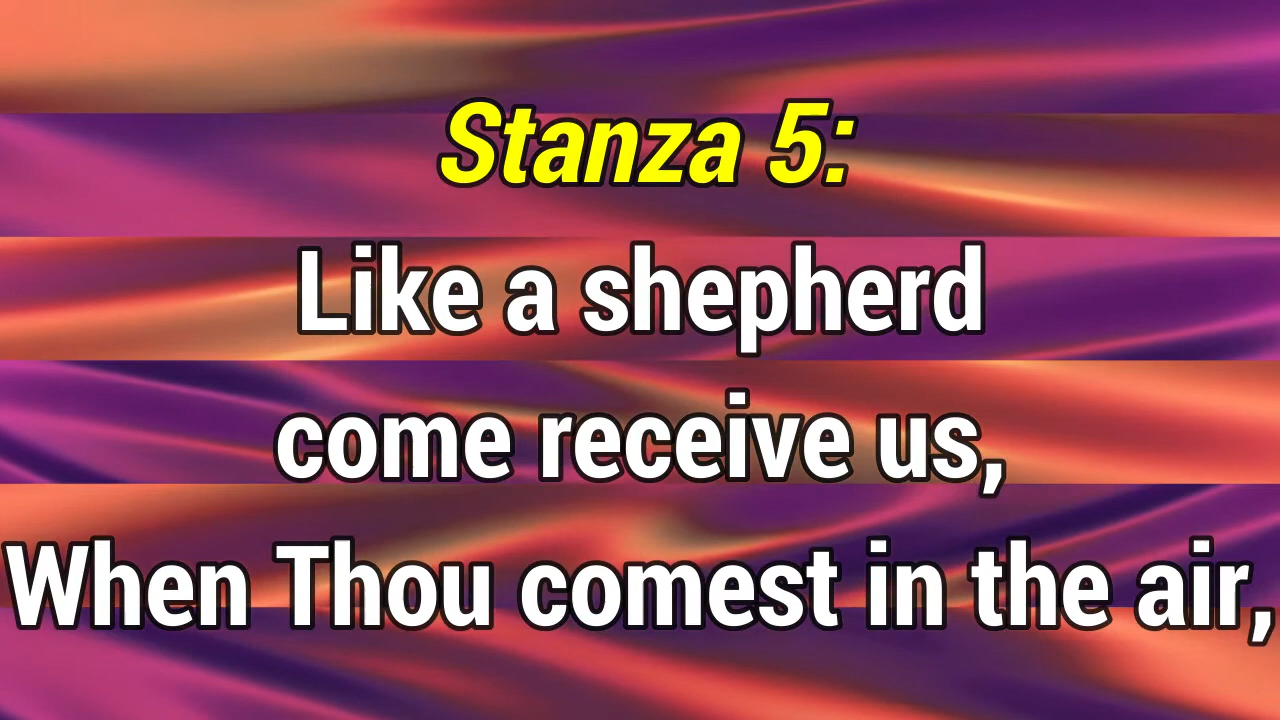 Stanza 5:
Like a shepherd
come receive us,
When Thou comest in the air,